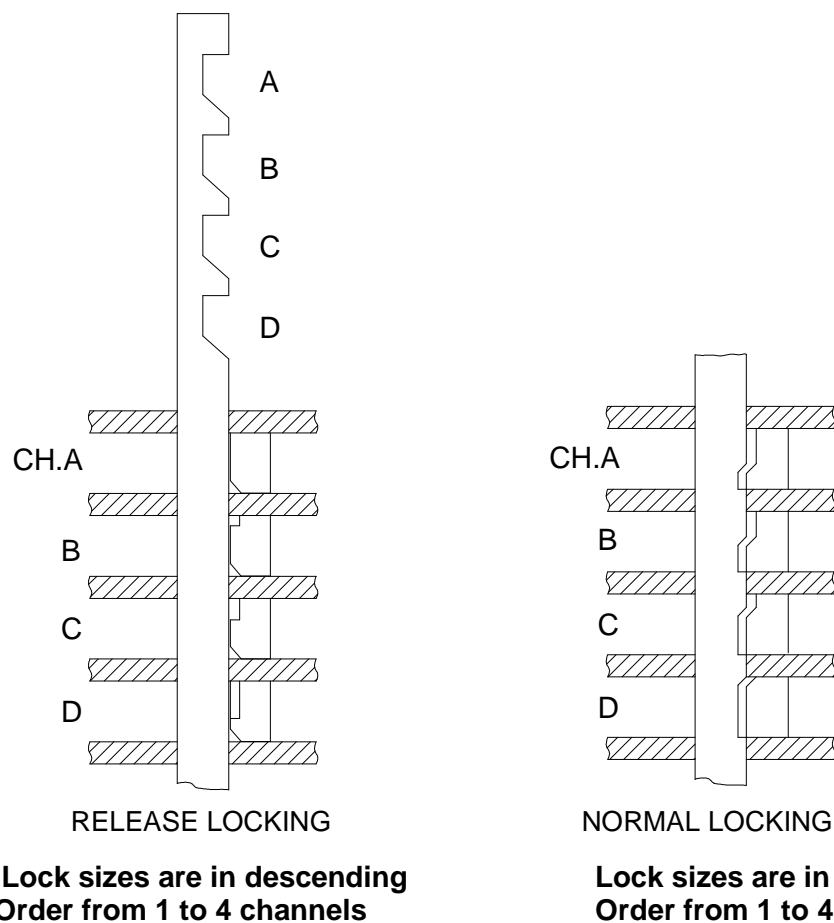 A
B
C
D
CH.A
B
C
D
RELEASE LOCKING
Lock sizes are in descending
Order from 1 to 4 channels
CH.A
B
C
D
NORMAL LOCKING
Lock sizes are in
Order from 1 to 4